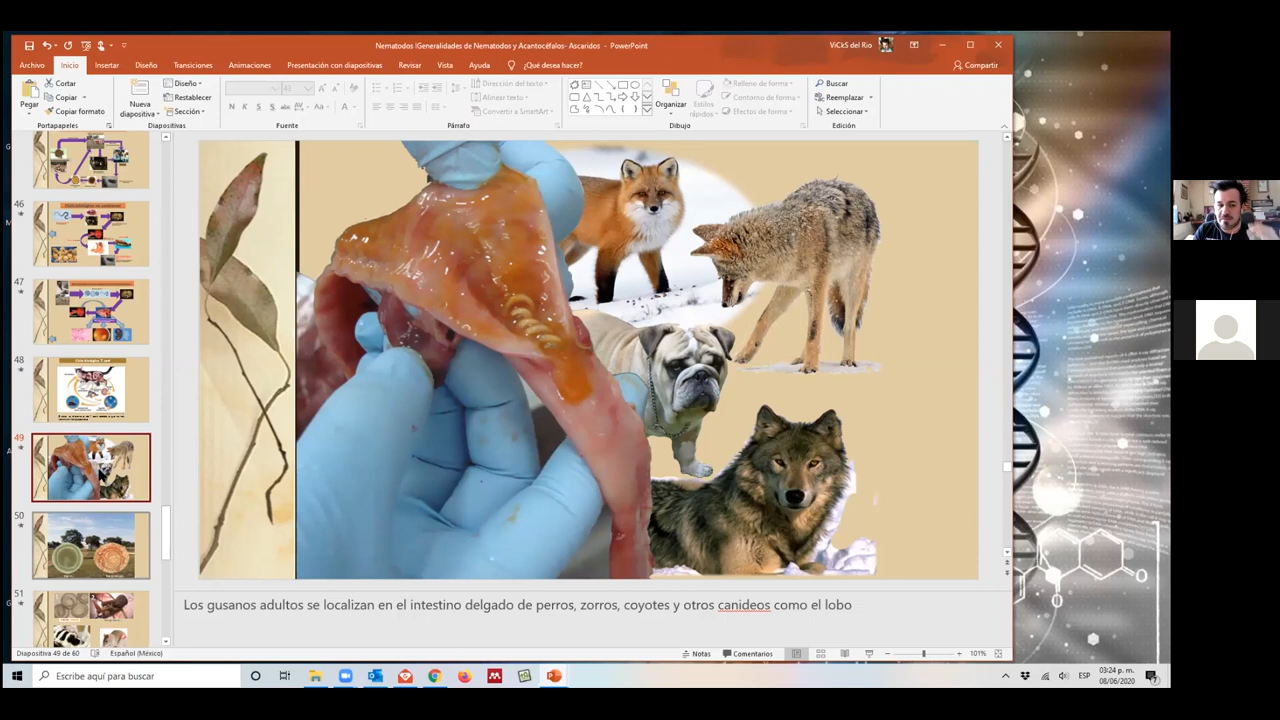 Nematodos IGeneralidades de Nematodos y Acantocéfalos- Ascaridos - PowerPoint
ViCkS del Rio
Archivo Inicio Insertar Diseño Transiciones Animaciones Presentación con diapositivas Revisar Vista Ayuda ¿Qué desea hacer? Compartir
Pegar
Cortar
Copiar
Copiar formato
Portapapeles
Nueva diapositiva
Diseño
Restablecer
Sección
Diapositivas
N K S
Fuente
Dirección del texto
Alinear texto
Convertir a SmartArt
Párrafo
Organizar
Estilos rápidos
Relleno de forma
Contorno de forma
Efectos de forma
Dibujo
Buscar
Reemplazar
Seleccionar
Edición
46
47
48
49
50
51
Los gusanos adultos se localizan en el intestino delgado de perros, zorros, coyotes y otros canideos como el lobo
Diapositiva 49 de 60 Español (México) Notas Comentarios 101%
Escribe aquí para buscar
ESP
03:24 p. m.
08/06/2020